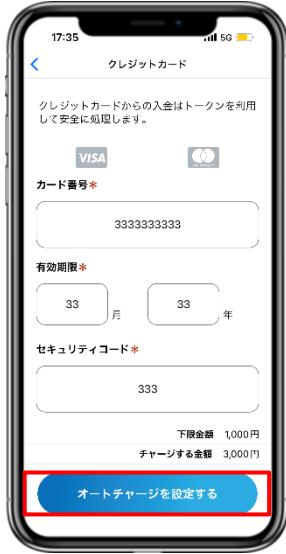 17:35
5G
クレジットカード
クレジットカードからの入金はトークンを利用
して安全に処理します。
VISA
カード番号*
3333333333
有効期限*
33 月 33 年
セキュリティコード*
333
下限金額 1,000円
チャージする金額 3,000円
オートチャージを設定する